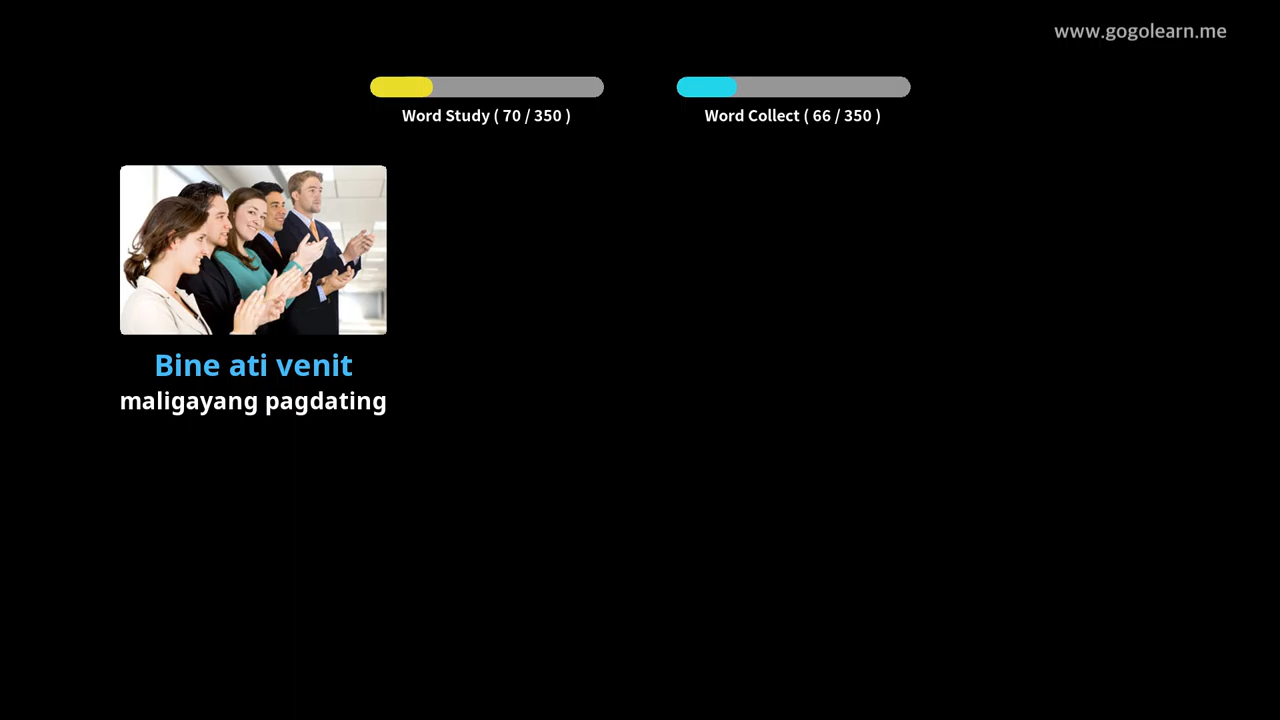 www.gogolearn.me
Word Study ( 70 / 350 )
Word Collect ( 66 / 350 )
Bine ati venit
maligayang pagdating